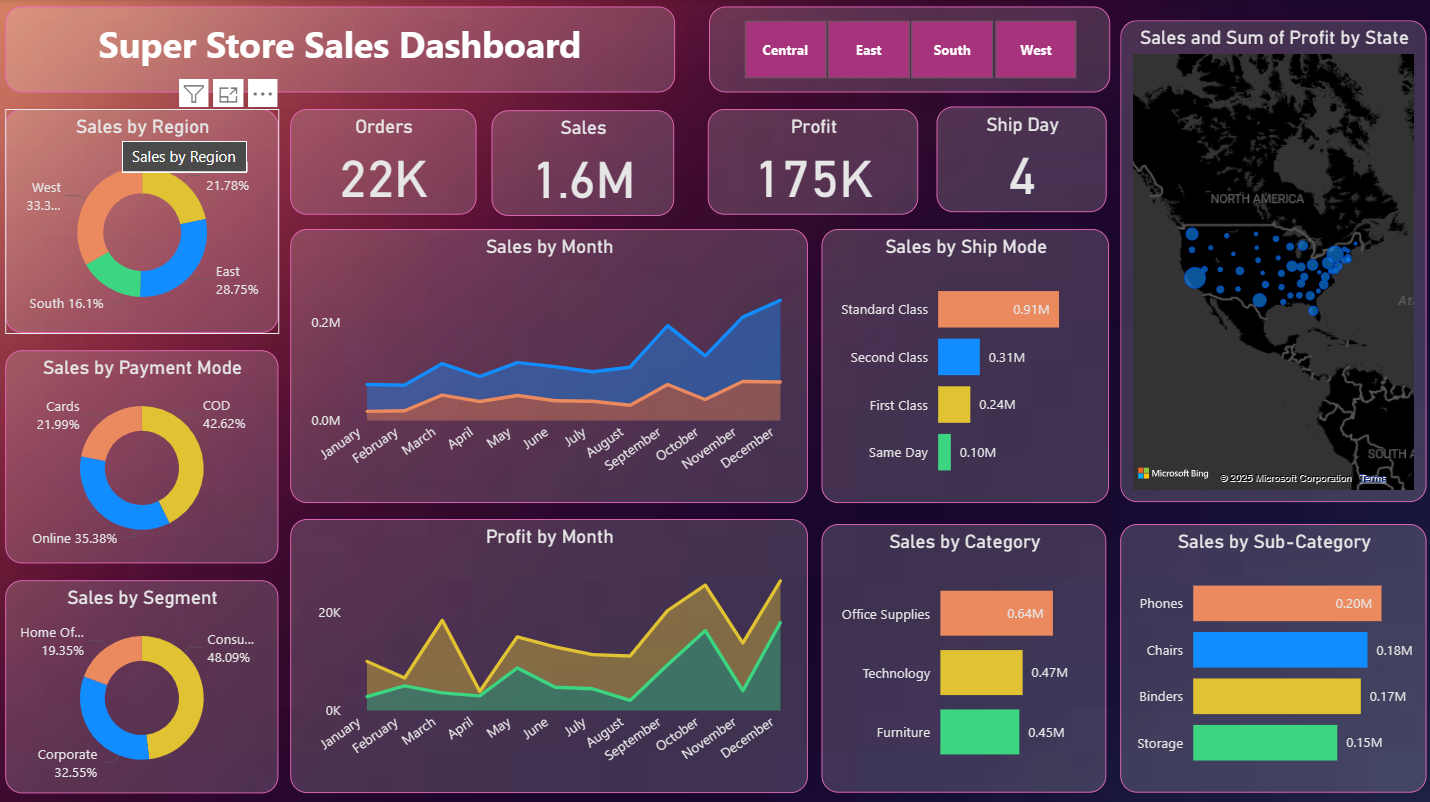 Super Store Sales Dashboard
Central
East
South
West
Sales and Sum of Profit by State
Sales by Region
Sales by Region
21.78%
West
33.3...
East
28.75%
South 16.1%
Orders
22K
Sales
1.6M
Profit
175K
Ship Day
4
Sales by Month
0.2M
0.0M
January
February
March
April
May
June
July
August
September
October
November
December
Sales by Ship Mode
Standard Class
0.91M
Second Class
0.31M
First Class
0.24M
Same Day
0.10M
NORTH AMERICA
SOUTH A
At
Microsoft Bing
© 2025 Microsoft Corporation
Terms
Sales by Payment Mode
Cards
21.99%
COD
42.62%
Online 35.38%
Sales by Segment
Home Of...
19.35%
Consu...
48.09%
Corporate
32.55%
Profit by Month
20K
0K
January
February
March
April
May
June
July
August
September
October
November
December
Sales by Category
Office Supplies
0.64M
Technology
0.47M
Furniture
0.45M
Sales by Sub-Category
Phones
0.20M
Chairs
0.18M
Binders
0.17M
Storage
0.15M